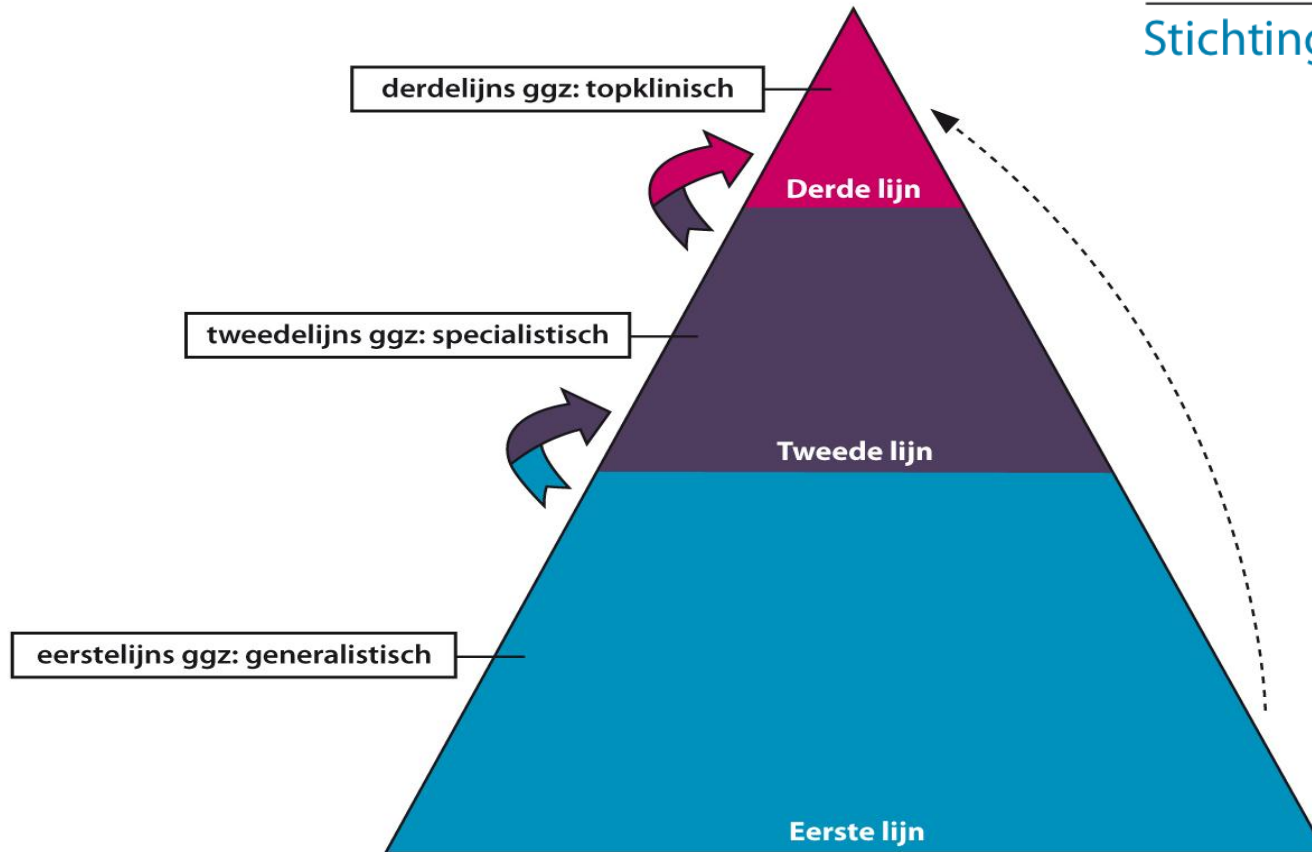 Stichting
derdelijns ggz: topklinisch
Derde lijn
tweedelijns ggz: specialistisch
Tweede lijn
eerstelijns ggz: generalistisch
Eerste lijn